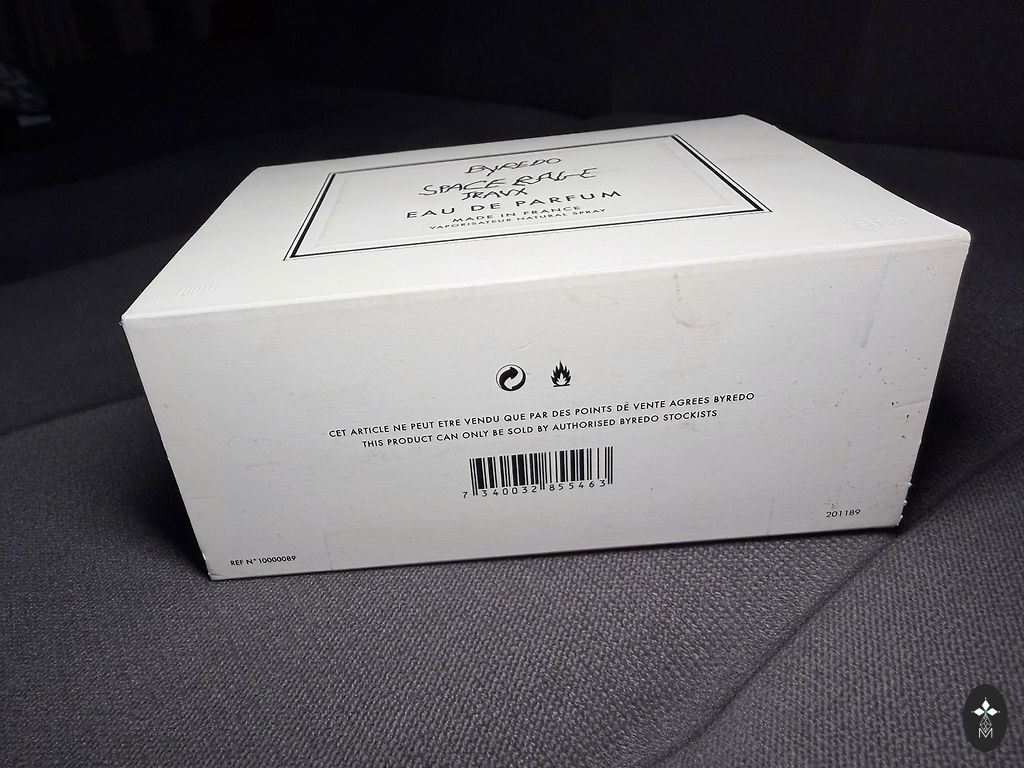 BYREDO
SPACE RAGE
TRAVX
EAU DE PARFUM
MADE IN FRANCE
VAPORISATEUR NATURAL SPRAY
CET ARTICLE NE PEUT ETRE VENDU QUE PAR DES POINTS DE VENTE AGREES BYREDO
THIS PRODUCT CAN ONLY BE SOLD BY AUTHORISED BYREDO STOCKISTS
7 340032 855463
REF N° 10000089
201189
M